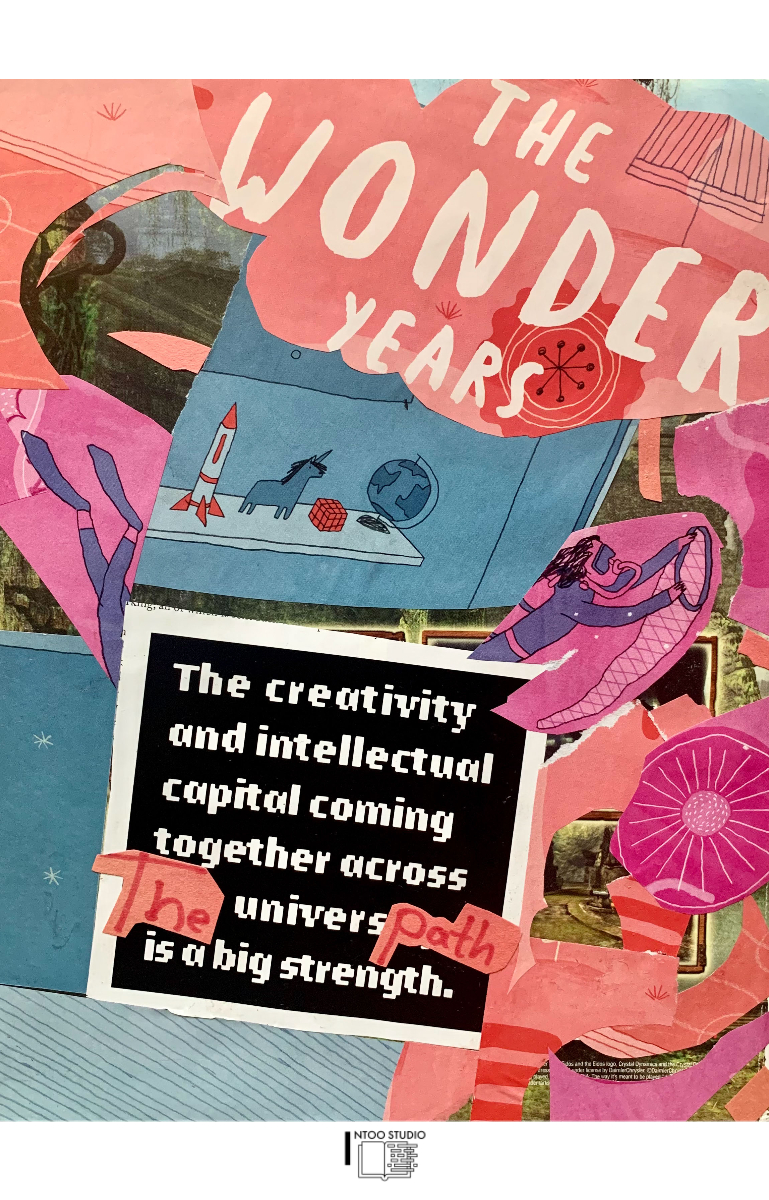 THE
WONDER
YEARS
The creativity
and intellectual
capital coming
together across
The univers path
is a big strength.
NTOO STUDIO